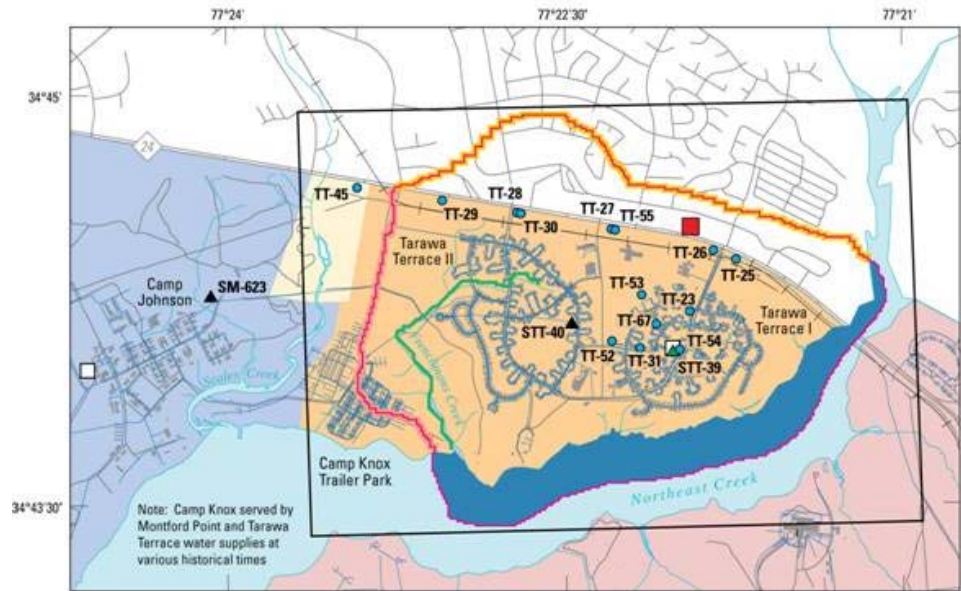 77°24'
77°22'30"
77°21'
34°45'
24
TT-45
TT-28
TT-27
TT-55
TT-29
TT-30
TT-26
TT-25
Tarawa
Terrace II
Camp
Johnson
SM-623
TT-53
TT-23
Tarawa
Terrace I
TT-67
STT-40
TT-54
TT-52
TT-31
STT-39
Scales Creek
Frenchmans Creek
Camp Knox
Trailer Park
Northeast Creek
34°43'30"
Note: Camp Knox served by
Montford Point and Tarawa
Terrace water supplies at
various historical times